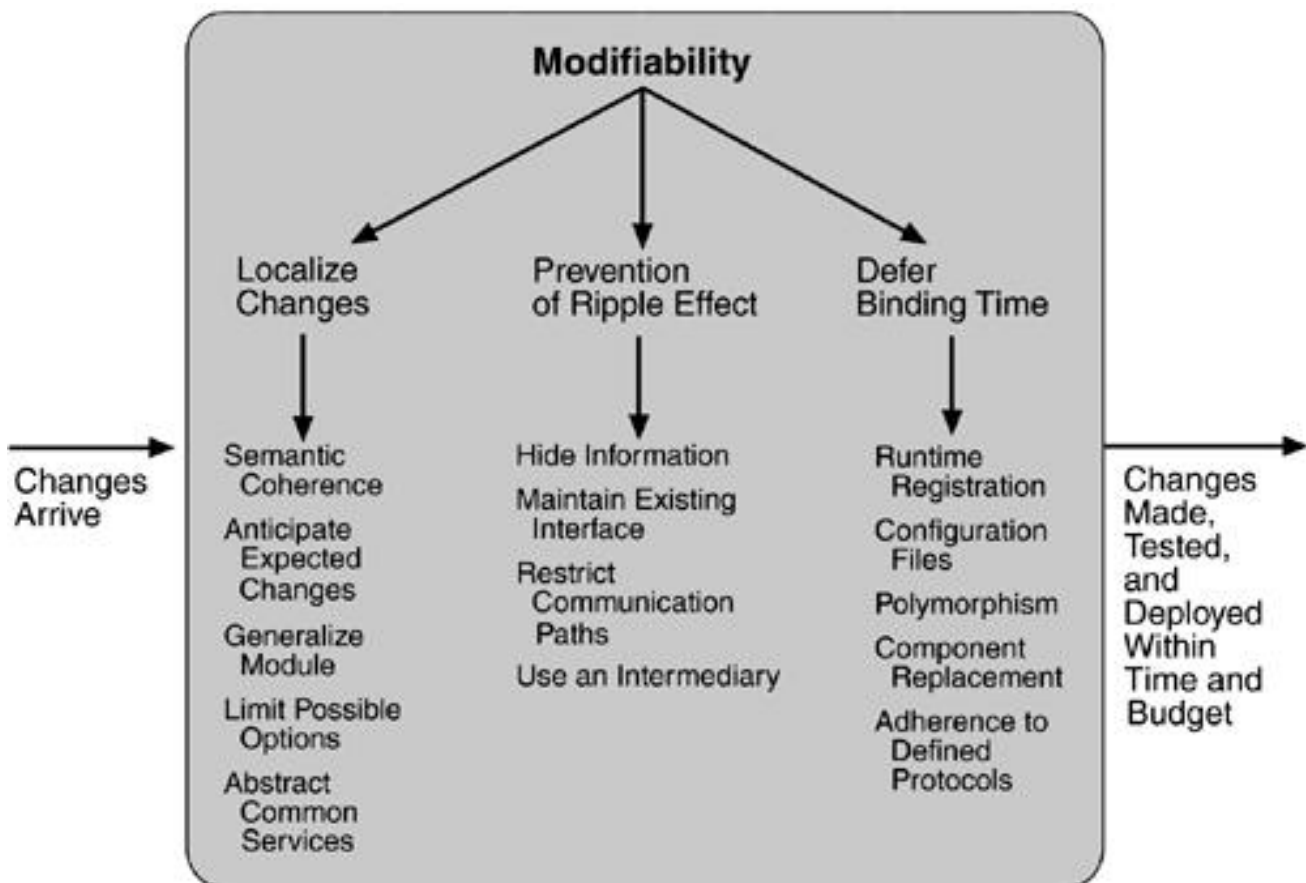 Modifiability
Localize
Changes
Prevention
of Ripple Effect
Defer
Binding Time
Changes
Arrive
Semantic
Coherence
Anticipate
Expected
Changes
Generalize
Module
Limit Possible
Options
Abstract
Common
Services
Hide Information
Maintain Existing
Interface
Restrict
Communication
Paths
Use an Intermediary
Runtime
Registration
Configuration
Files
Polymorphism
Component
Replacement
Adherence to
Defined
Protocols
Changes
Made,
Tested,
and
Deployed
Within
Time and
Budget